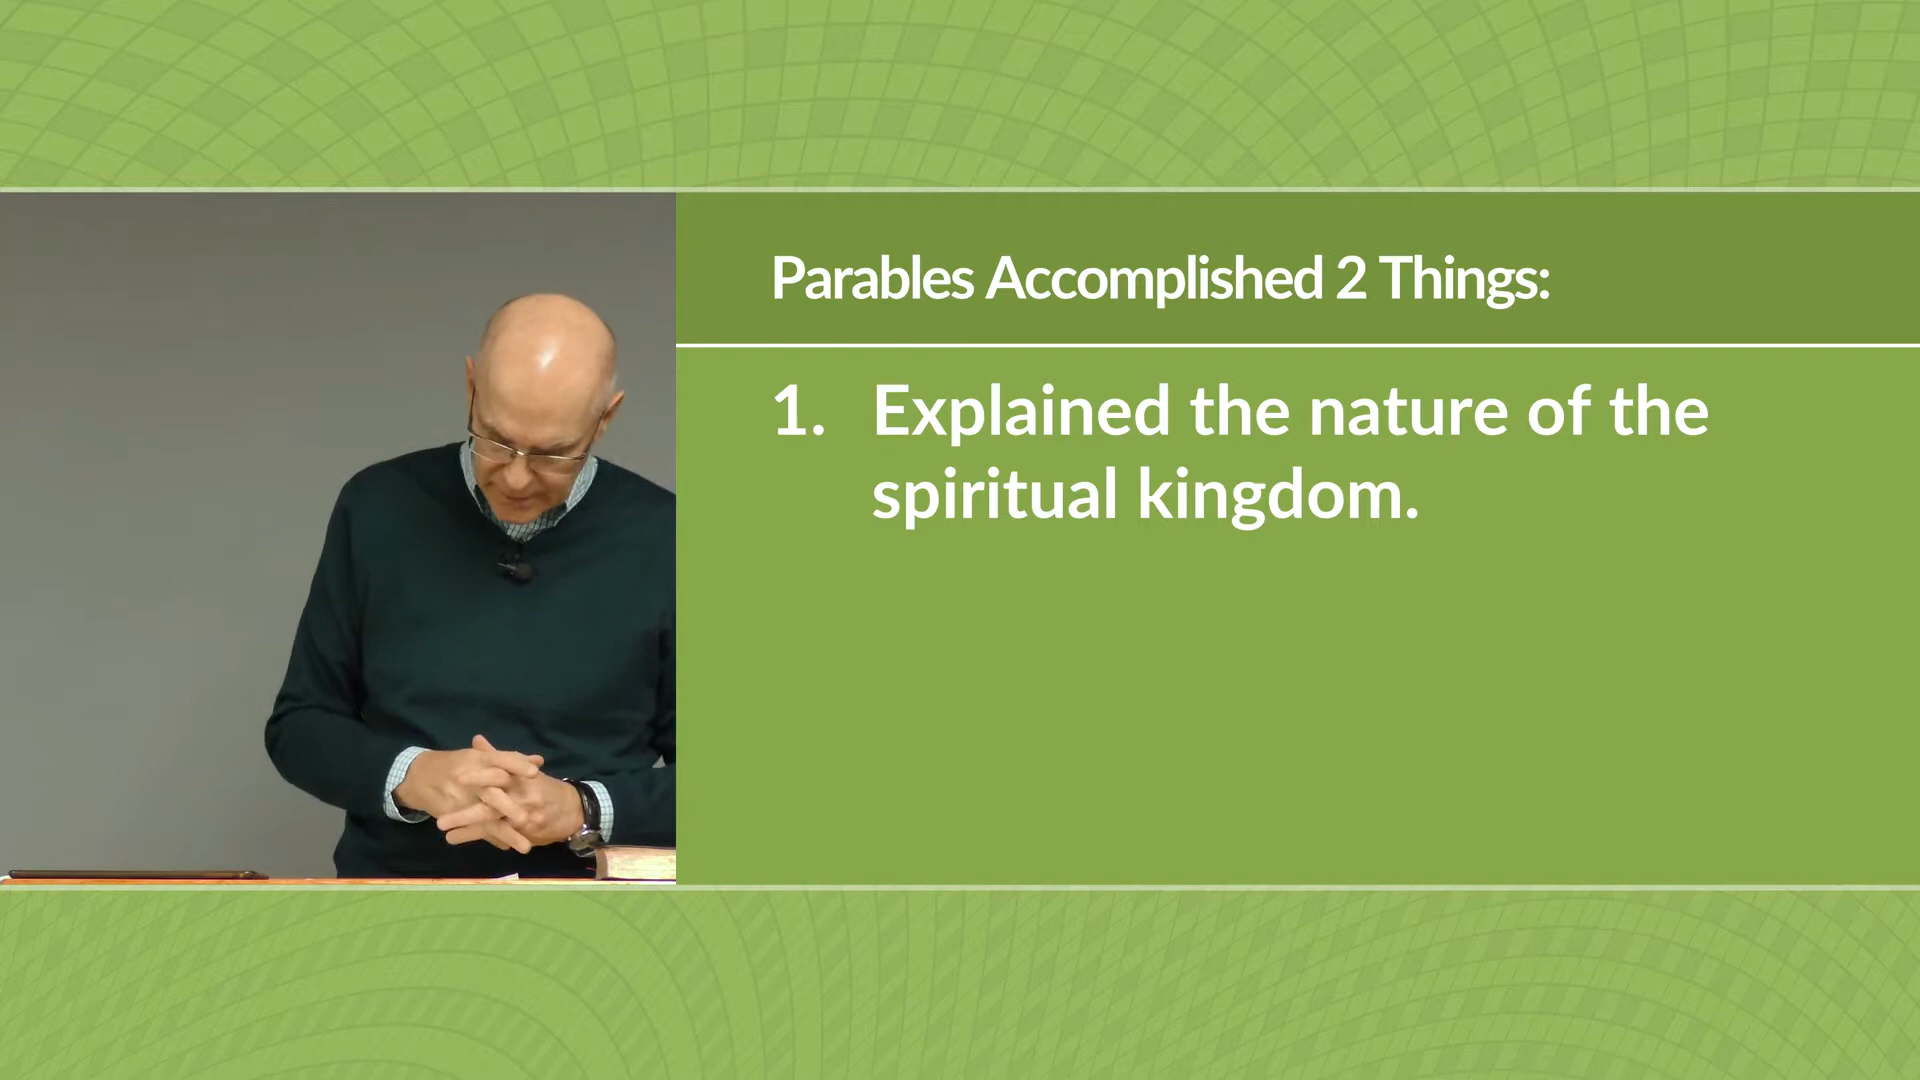 Parables Accomplished 2 Things:
1. Explained the nature of the
spiritual kingdom.